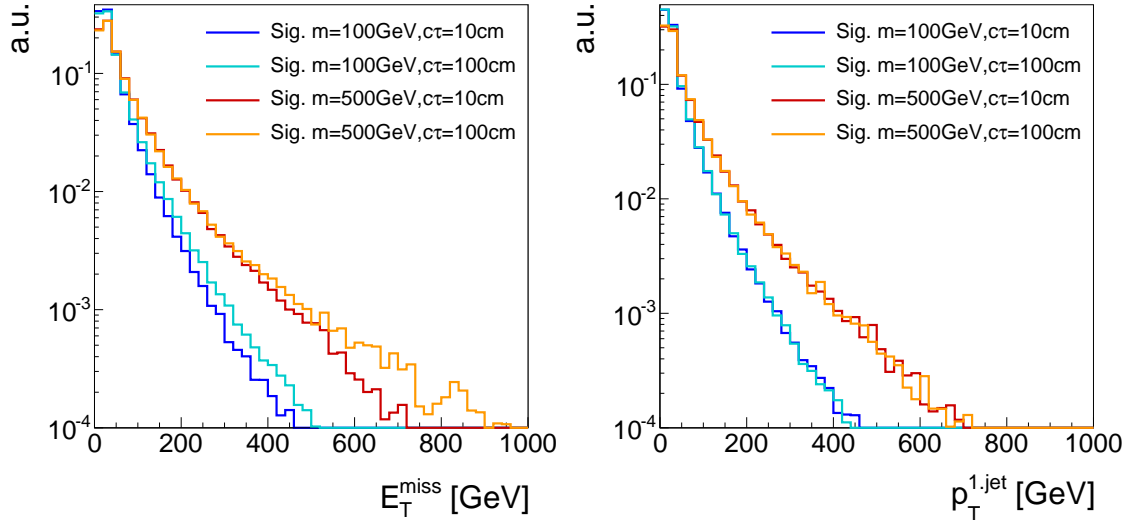 a.u.
Sig. m=100GeV,cτ=10cm
Sig. m=100GeV,cτ=100cm
Sig. m=500GeV,cτ=10cm
Sig. m=500GeV,cτ=100cm
10⁻¹
10⁻²
10⁻³
10⁻⁴
0 200 400 600 800 1000
E_T^miss [GeV]
a.u.
Sig. m=100GeV,cτ=10cm
Sig. m=100GeV,cτ=100cm
Sig. m=500GeV,cτ=10cm
Sig. m=500GeV,cτ=100cm
10⁻¹
10⁻²
10⁻³
10⁻⁴
0 200 400 600 800 1000
p_T^1.jet [GeV]